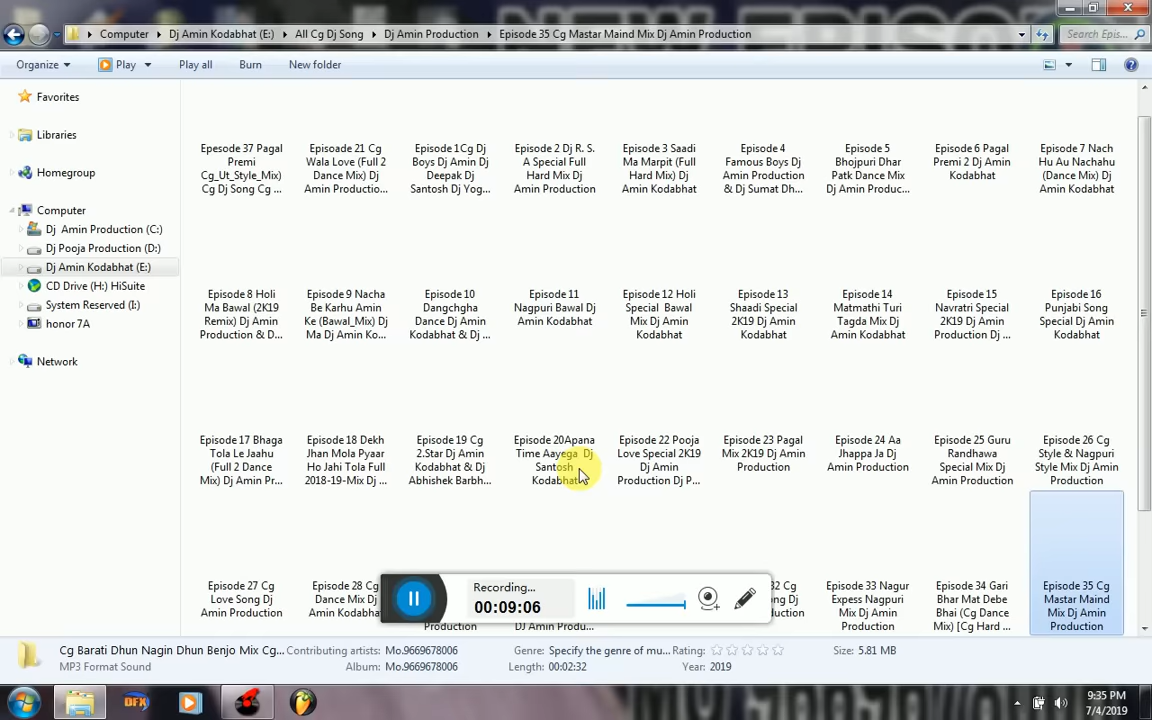 Computer ▸ Dj Amin Kodabhat (E:) ▸ All Cg Dj Song ▸ Dj Amin Production ▸ Episode 35 Cg Mastar Maind Mix Dj Amin Production
Search Epis...
Organize Play Play all Burn New folder
Favorites
Libraries
Homegroup
Computer
Dj Amin Production (C:)
Dj Pooja Production (D:)
Dj Amin Kodabhat (E:)
CD Drive (H:) HiSuite
System Reserved (I:)
honor 7A
Network
Epesode 37 Pagal
Premi
Cg_Ut_Style_Mix)
Cg Dj Song Cg ...
Episoade 21 Cg
Wala Love (Full 2
Dance Mix) Dj
Amin Productio...
Episode 1Cg Dj
Boys Dj Amin Dj
Deepak Dj
Santosh Dj Yog...
Episode 2 Dj R. S.
A Special Full
Hard Mix Dj
Amin Production
Episode 3 Saadi
Ma Marpit (Full
Hard Mix) Dj
Amin Kodabhat
Episode 4
Famous Boys Dj
Amin Production
& Dj Sumat Dh...
Episode 5
Bhojpuri Dhar
Patk Dance Mix
Dj Amin Produc...
Episode 6 Pagal
Premi 2 Dj Amin
Kodabhat
Episode 7 Nach
Hu Au Nachahu
(Dance Mix) Dj
Amin Kodabhat
Episode 8 Holi
Ma Bawal (2K19
Remix) Dj Amin
Production & D...
Episode 9 Nacha
Be Karhu Amin
Ke (Bawal_Mix) Dj
Ma Dj Amin Ko...
Episode 10
Dangchgha
Dance Dj Amin
Kodabhat & Dj ...
Episode 11
Nagpuri Bawal Dj
Amin Kodabhat
Episode 12 Holi
Special Bawal
Mix Dj Amin
Kodabhat
Episode 13
Shaadi Special
2K19 Dj Amin
Kodabhat
Episode 14
Matmathi Turi
Tagda Mix Dj
Amin Kodabhat
Episode 15
Navratri Special
2K19 Dj Amin
Production Dj ...
Episode 16
Punjabi Song
Special Dj Amin
Kodabhat
Episode 17 Bhaga
Tola Le Jaahu
(Full 2 Dance
Mix) Dj Amin Pr...
Episode 18 Dekh
Jhan Mola Pyaar
Ho Jahi Tola Full
2018-19-Mix Dj ...
Episode 19 Cg
2.Star Dj Amin
Kodabhat & Dj
Abhishek Barbh...
Episode 20Apana
Time Aayega Dj
Santosh
Kodabhat
Episode 22 Pooja
Love Special 2K19
Dj Amin
Production Dj P...
Episode 23 Pagal
Mix 2K19 Dj Amin
Production
Episode 24 Aa
Jhappa Ja Dj
Amin Production
Episode 25 Guru
Randhawa
Special Mix Dj
Amin Production
Episode 26 Cg
Style & Nagpuri
Style Mix Dj Amin
Production
Episode 27 Cg
Love Song Dj
Amin Production
Episode 28 Cg
Dance Mix Dj
Amin Kodabhat
Production
DJ Amin Produ...
Episode 33 Nagur
Expess Nagpuri
Mix Dj Amin
Production
Episode 34 Gari
Bhar Mat Debe
Bhai (Cg Dance
Mix) [Cg Hard ...
Episode 35 Cg
Mastar Maind
Mix Dj Amin
Production
Recording...
00:09:06
Cg Barati Dhun Nagin Dhun Benjo Mix Cg... Contributing artists: Mo.9669678006 Genre: Specify the genre of mu... Rating: Size: 5.81 MB
MP3 Format Sound Album: Mo.9669678006 Length: 00:02:32 Year: 2019
DFX
9:35 PM
7/4/2019